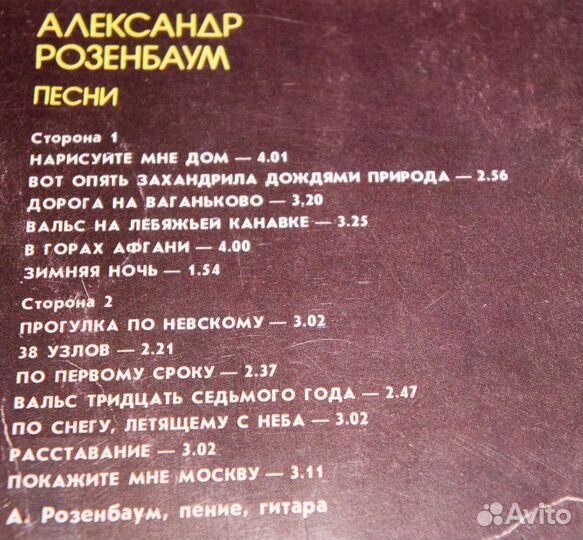 АЛЕКСАНДР
РОЗЕНБАУМ
ПЕСНИ
Сторона 1
НАРИСУЙТЕ МНЕ ДОМ — 4.01
ВОТ ОПЯТЬ ЗАХАНДРИЛА ДОЖДЯМИ ПРИРОДА — 2.56
ДОРОГА НА ВАГАНЬКОВО — 3,20
ВАЛЬС НА ЛЕБЯЖЬЕЙ КАНАВКЕ — 3.25
В ГОРАХ АФГАНИ — 4.00
ЗИМНЯЯ НОЧЬ — 1.54
Сторона 2
ПРОГУЛКА ПО НЕВСКОМУ — 3.02
38 УЗЛОВ — 2.21
ПО ПЕРВОМУ СРОКУ — 2.37
ВАЛЬС ТРИДЦАТЬ СЕДЬМОГО ГОДА — 2.47
ПО СНЕГУ, ЛЕТЯЩЕМУ С НЕБА — 3.02
РАССТАВАНИЕ — 3.02
ПОКАЖИТЕ МНЕ МОСКВУ — 3.11
А. Розенбаум, пение, гитара
Avito